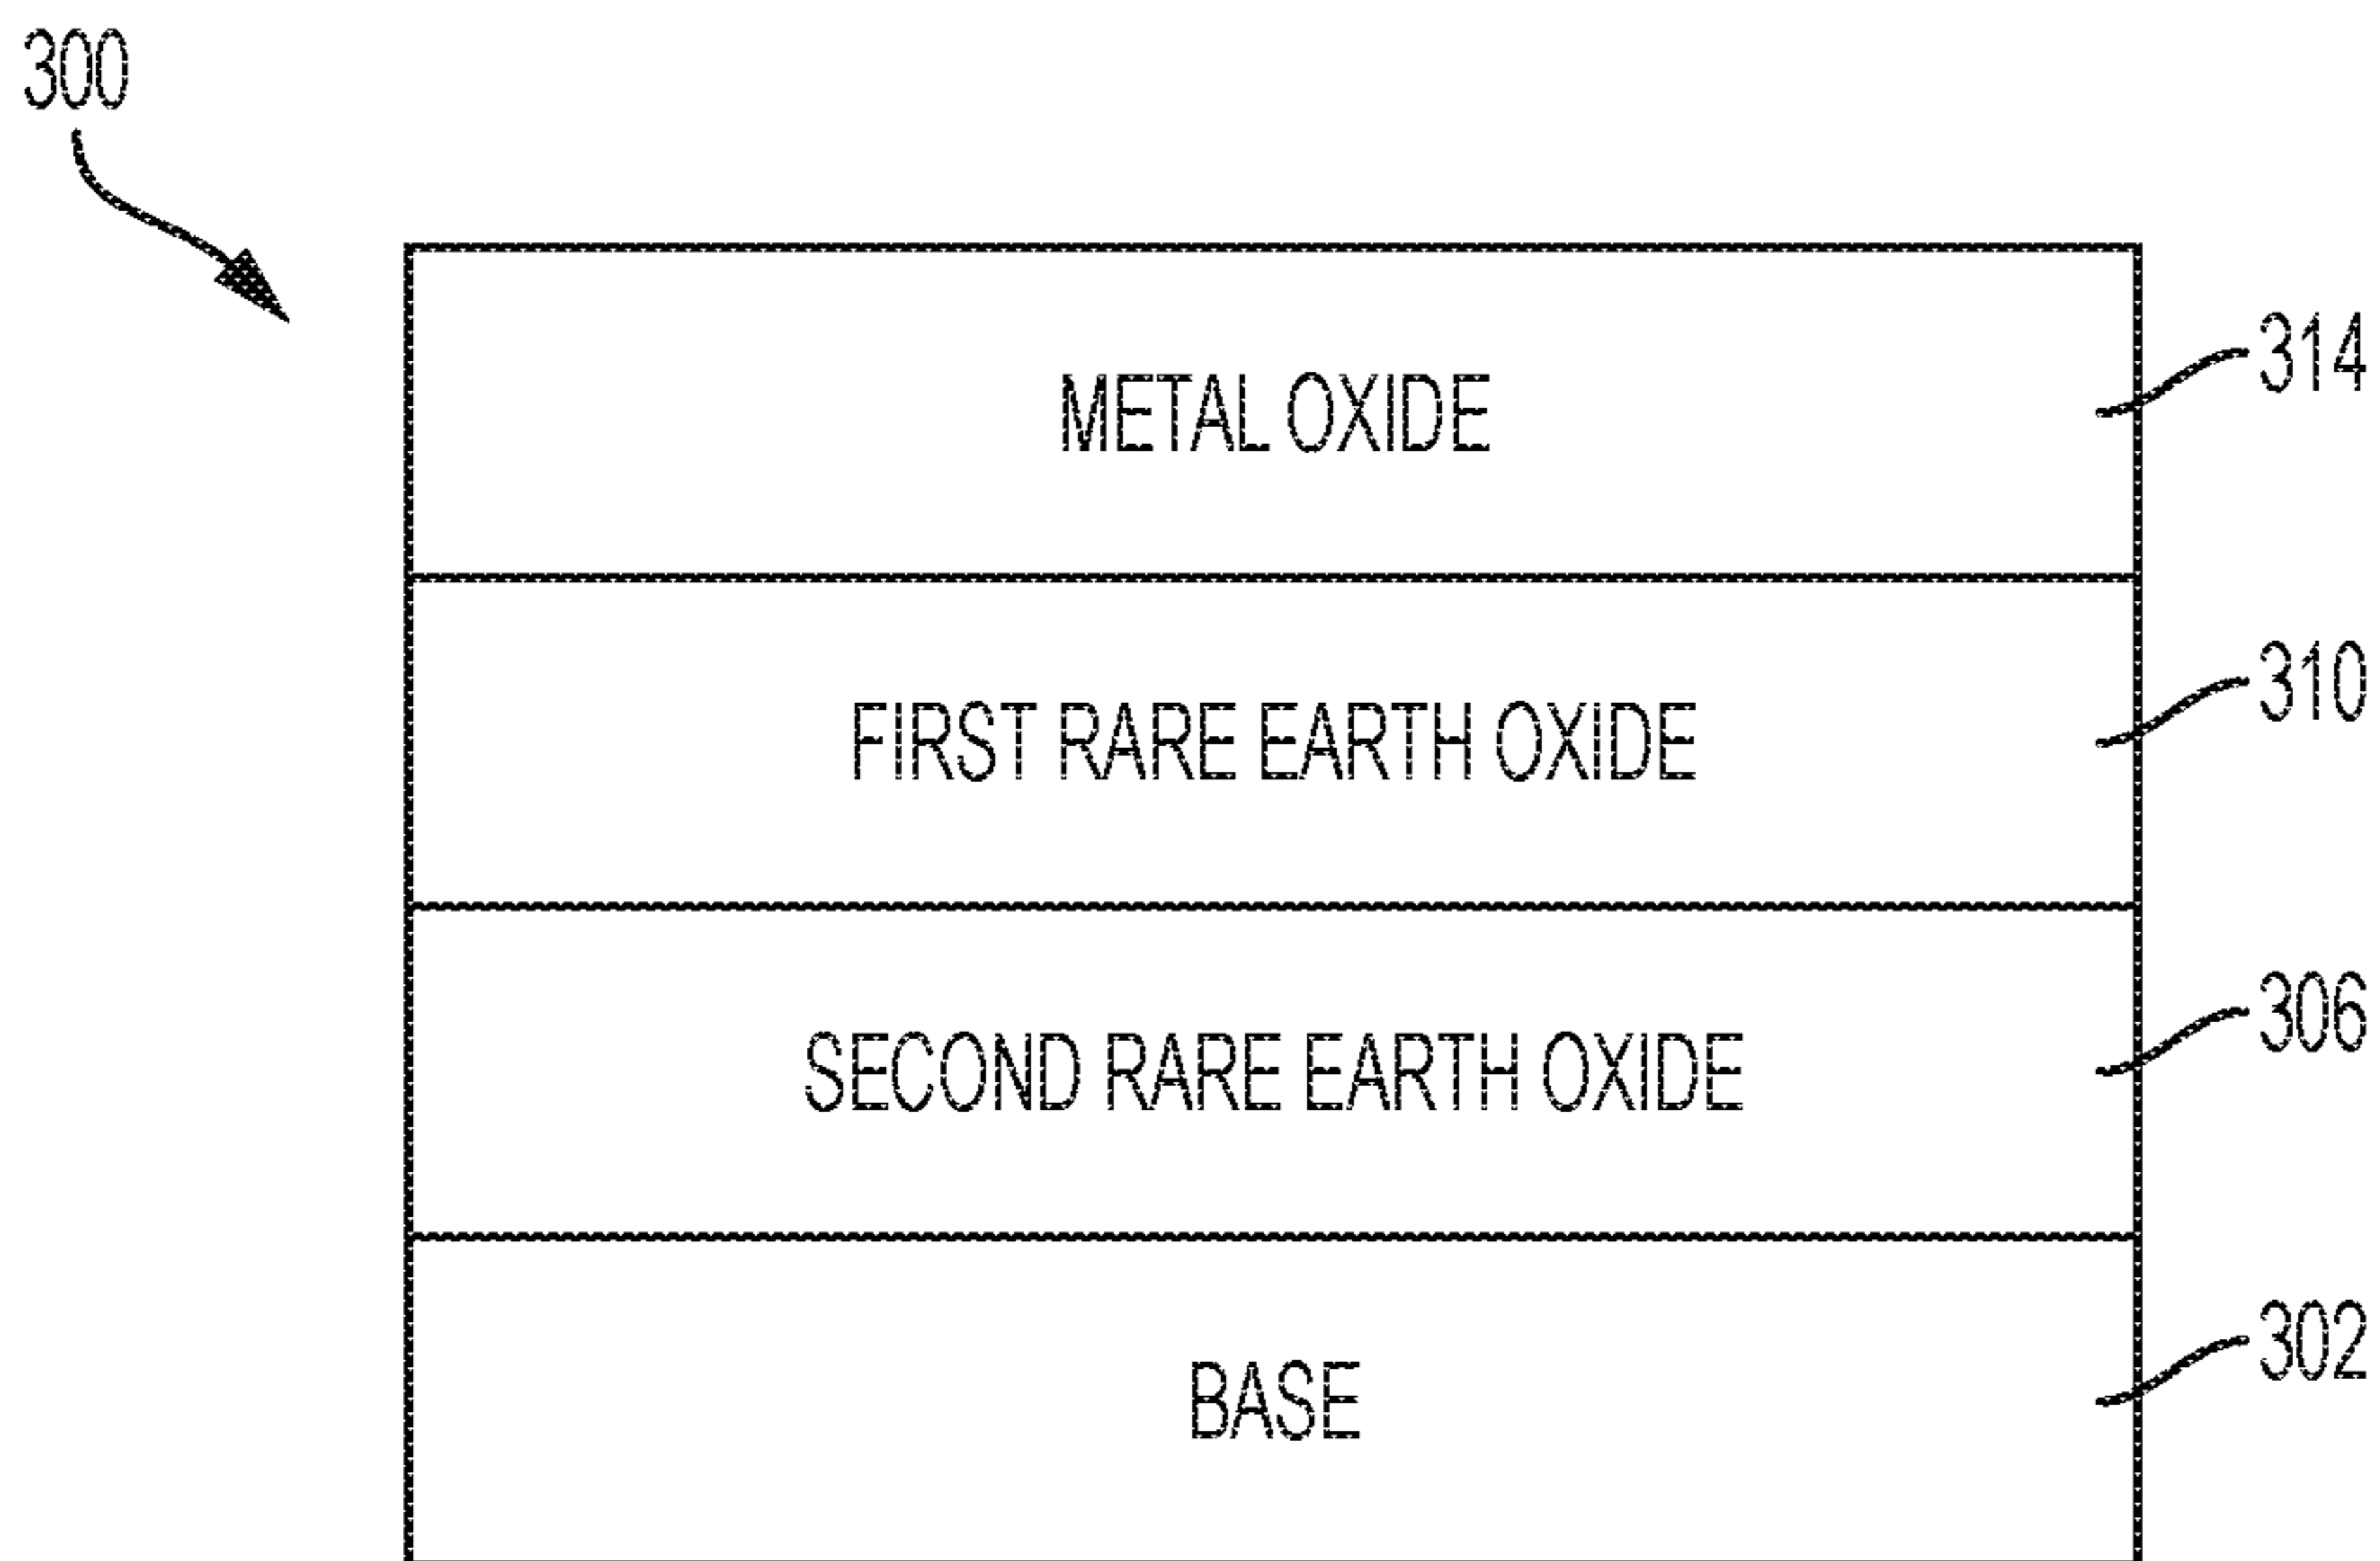 300
METAL OXIDE
314
FIRST RARE EARTH OXIDE
310
SECOND RARE EARTH OXIDE
306
BASE
302